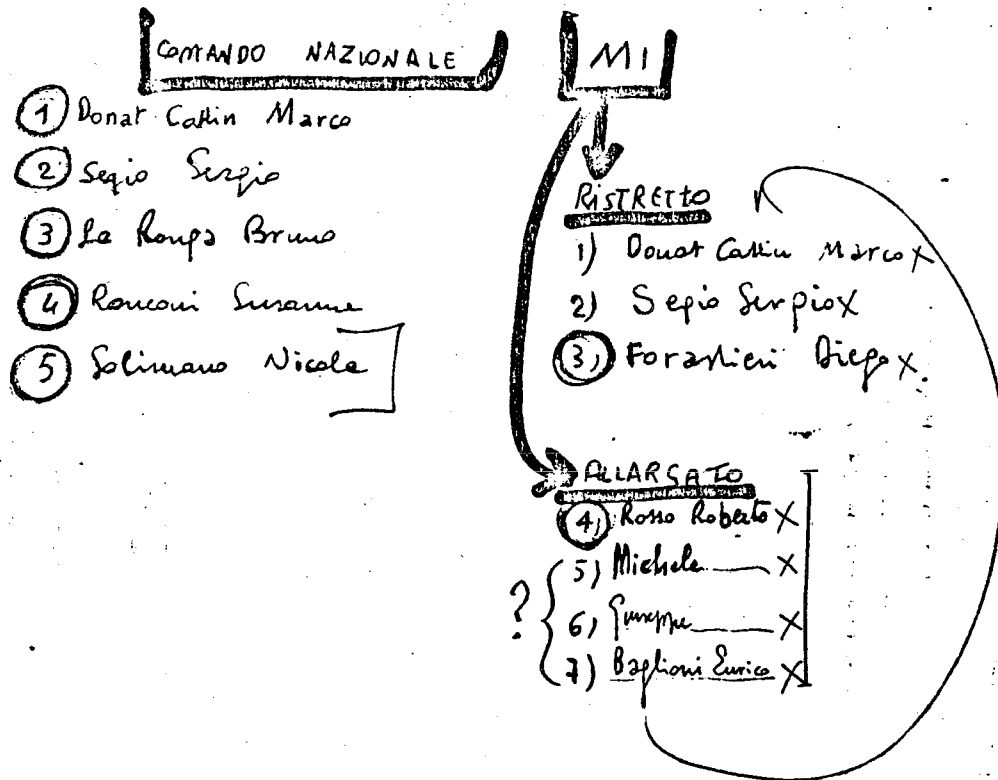 COMANDO NAZIONALE
1 Donat Cattin Marco
2 Segio Sergio
3 La Ronga Bruno
4 Ronconi Susanna
5 Solimano Nicola
MI
RISTRETTO
1) Donat Cattin Marco X
2) Segio Sergio X
3) Forastieri Diego X
ALLARGATO
4) Rosso Roberto X
? { 5) Michele X
6) Giuseppe X
7) Baglioni Enrico X